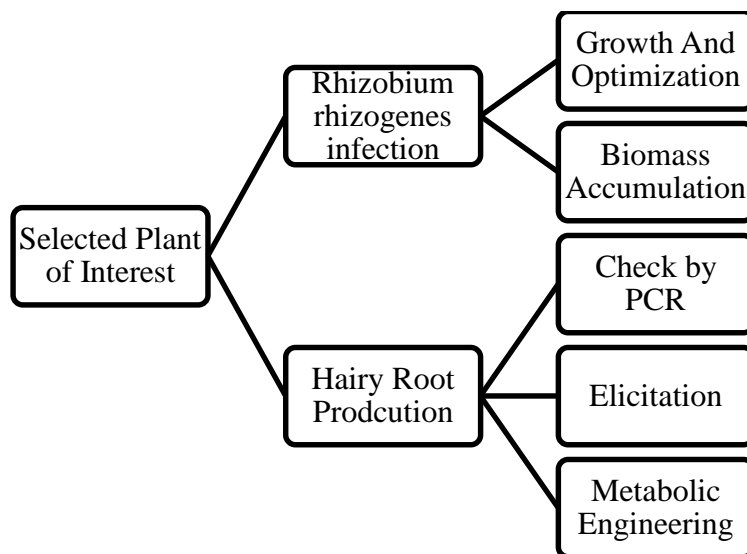 Selected Plant
of Interest
Rhizobium
rhizogenes
infection
Growth And
Optimization
Biomass
Accumulation
Hairy Root
Prodcution
Check by
PCR
Elicitation
Metabolic
Engineering